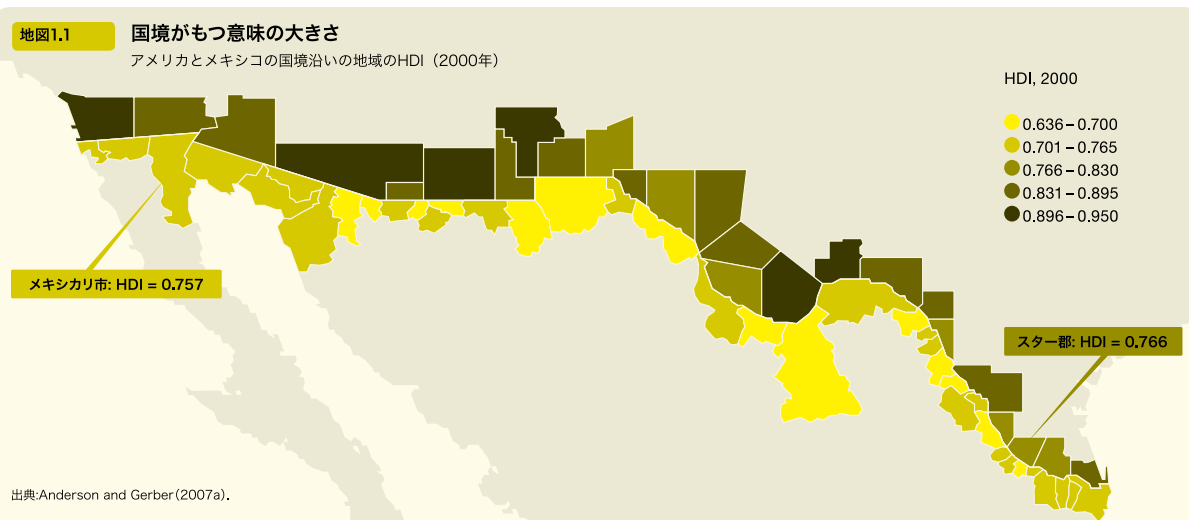 地図1.1
国境がもつ意味の大きさ
アメリカとメキシコの国境沿いの地域のHDI（2000年）
HDI, 2000
0.636–0.700
0.701–0.765
0.766–0.830
0.831–0.895
0.896–0.950
メキシカリ市: HDI = 0.757
スター郡: HDI = 0.766
出典:Anderson and Gerber(2007a).